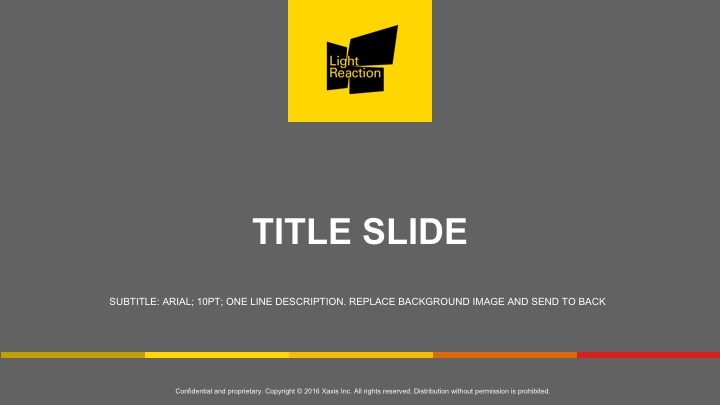 Light
Reaction
TITLE SLIDE
SUBTITLE: ARIAL; 10PT; ONE LINE DESCRIPTION. REPLACE BACKGROUND IMAGE AND SEND TO BACK
Confidential and proprietary. Copyright © 2016 Xaxis Inc. All rights reserved. Distribution without permission is prohibited.